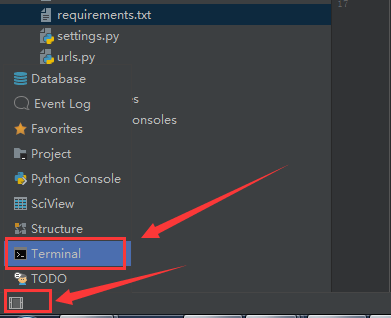 requirements.txt
17
settings.py
urls.py
Database
Event Log
es
Favorites
onsoles
Project
Python Console
SciView
Structure
Terminal
TODO